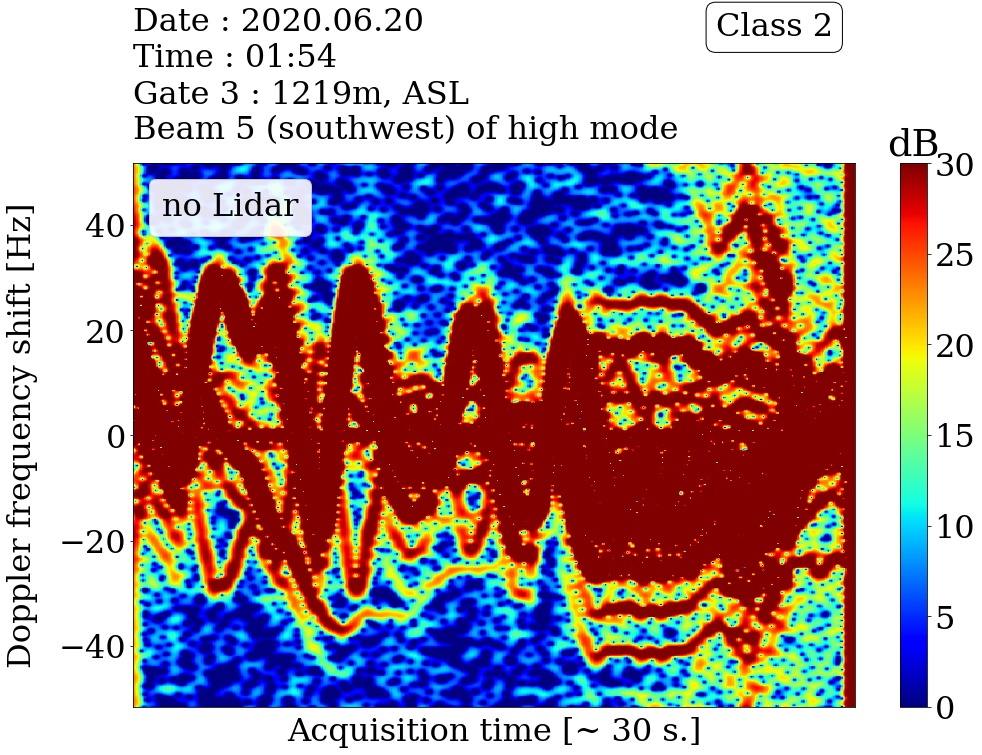 Date : 2020.06.20
Time : 01:54
Gate 3 : 1219m, ASL
Beam 5 (southwest) of high mode
Class 2
dB
no Lidar
Doppler frequency shift [Hz]
40
20
0
−20
−40
30
25
20
15
10
5
0
Acquisition time [~ 30 s.]